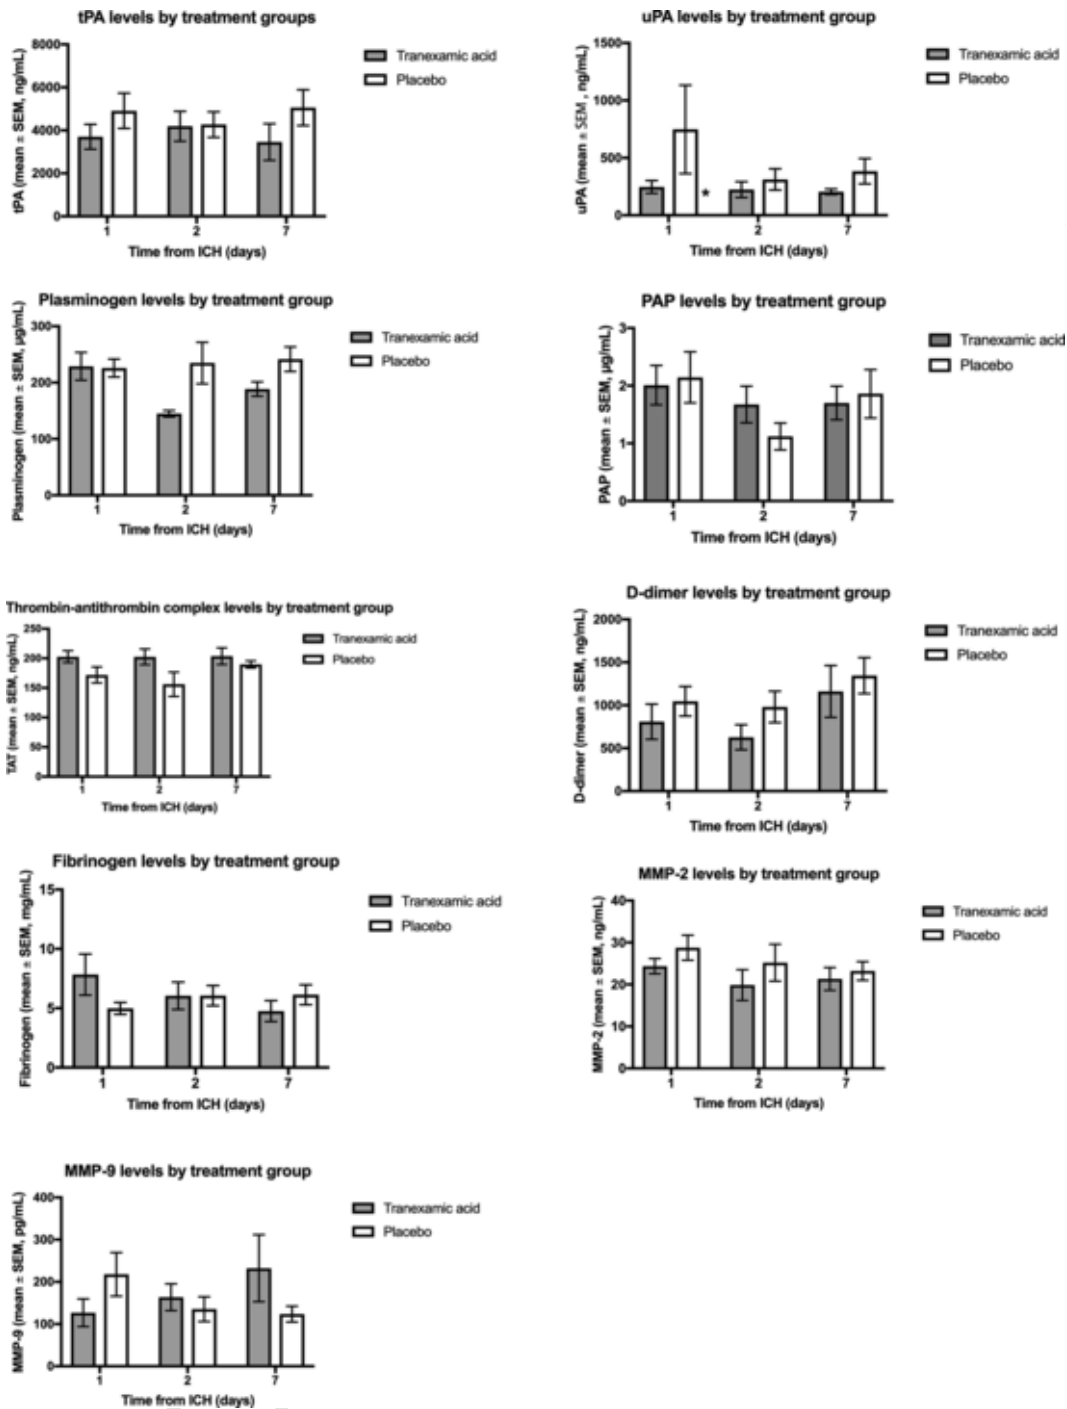 tPA levels by treatment groups
tPA (mean ± SEM, ng/mL)
8000
6000
4000
2000
0
1 2 7
Time from ICH (days)
Tranexamic acid
Placebo
uPA levels by treatment group
uPA (mean ± SEM , ng/mL)
1500
1000
500
0
*
1 2 7
Time from ICH (days)
Tranexamic acid
Placebo
Plasminogen levels by treatment group
Plasminogen (mean ± SEM, µg/mL)
300
200
100
0
1 2 7
Time from ICH (days)
Tranexamic acid
Placebo
PAP levels by treatment group
PAP (mean ± SEM, µg/mL)
3
2
1
0
1 2 7
Time from ICH (days)
Tranexamic acid
Placebo
Thrombin-antithrombin complex levels by treatment group
TAT (mean ± SEM, ng/mL)
250
200
150
100
50
0
1 2 7
Time from ICH (days)
Tranexamic acid
Placebo
D-dimer levels by treatment group
D-dimer (mean ± SEM, ng/mL)
2000
1500
1000
500
0
1 2 7
Time from ICH (days)
Tranexamic acid
Placebo
Fibrinogen levels by treatment group
Fibrinogen (mean ± SEM, mg/mL)
15
10
5
0
1 2 7
Time from ICH (days)
Tranexamic acid
Placebo
MMP-2 levels by treatment group
MMP-2 (mean ± SEM, ng/mL)
40
30
20
10
0
1 2 7
Time from ICH (days)
Tranexamic acid
Placebo
MMP-9 levels by treatment group
MMP-9 (mean ± SEM, pg/mL)
400
300
200
100
0
1 2 7
Time from ICH (days)
Tranexamic acid
Placebo